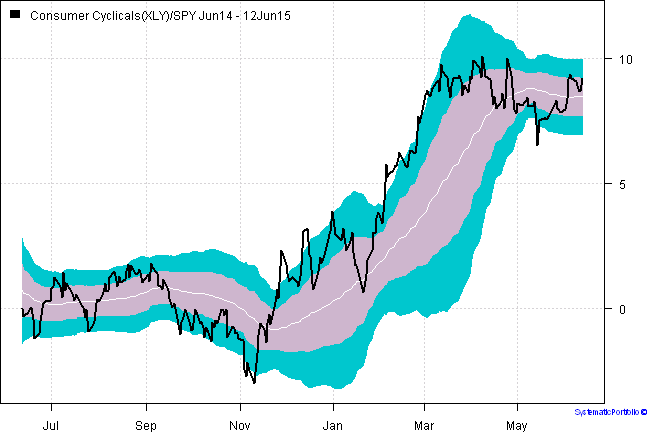 Consumer Cyclicals(XLY)/SPY Jun14 - 12Jun15
10
5
0
Jul Sep Nov Jan Mar May
SystematicPortfolio ©